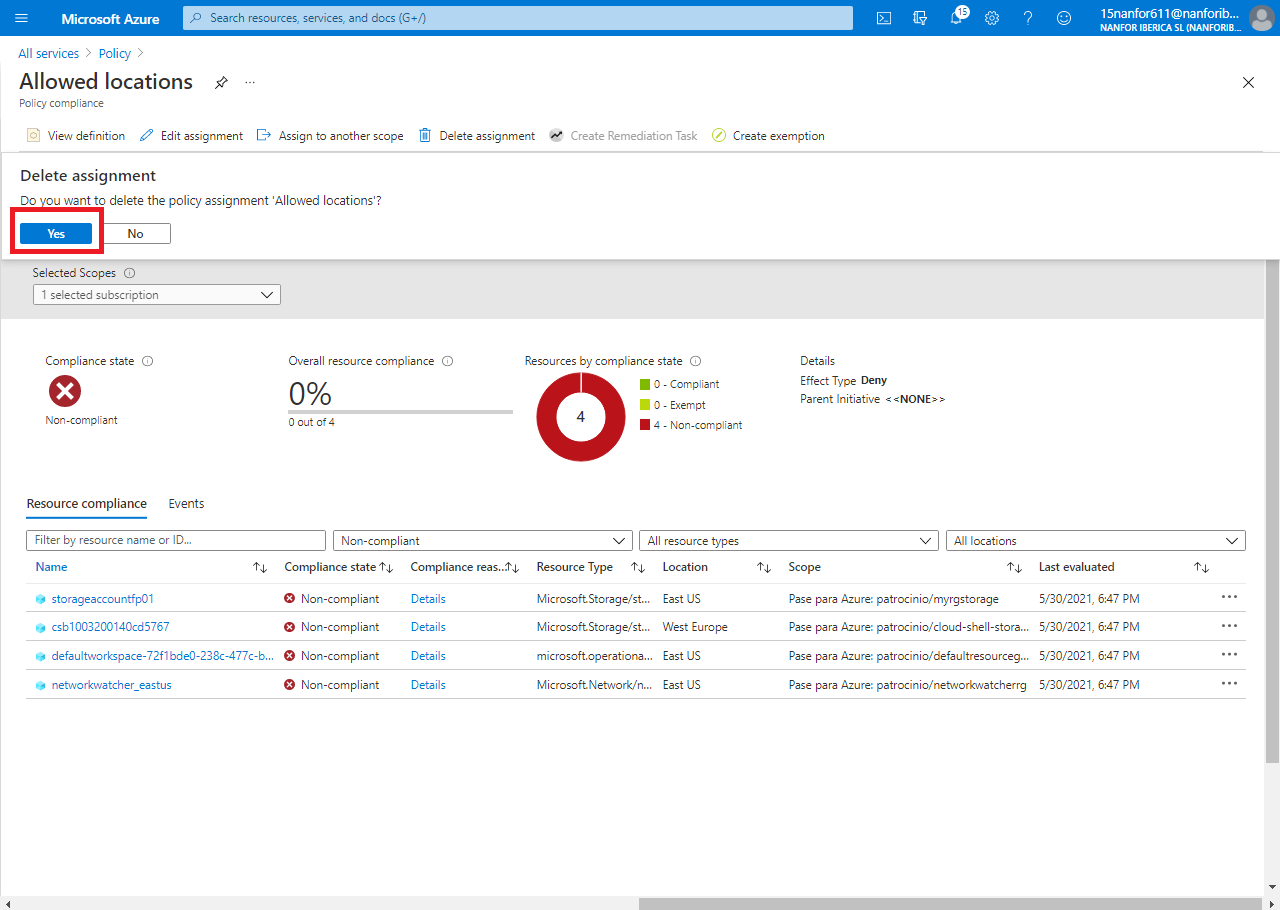 Microsoft Azure
Search resources, services, and docs (G+/)
15
15nanfor611@nanforib...
NANFOR IBERICA SL (NANFORIB...
All services > Policy >
Allowed locations
Policy compliance
View definition
Edit assignment
Assign to another scope
Delete assignment
Create Remediation Task
Create exemption
Delete assignment
Do you want to delete the policy assignment 'Allowed locations'?
Yes
No
Selected Scopes
1 selected subscription
Compliance state
Non-compliant
Overall resource compliance
0%
0 out of 4
Resources by compliance state
4
0 - Compliant
0 - Exempt
4 - Non-compliant
Details
Effect Type Deny
Parent Initiative <<NONE>>
Resource compliance
Events
Filter by resource name or ID...
Non-compliant
All resource types
All locations
Name Compliance state Compliance reas... Resource Type Location Scope Last evaluated
storageaccountfp01 Non-compliant Details Microsoft.Storage/st... East US Pase para Azure: patrocinio/myrgstorage 5/30/2021, 6:47 PM ...
csb1003200140cd5767 Non-compliant Details Microsoft.Storage/st... West Europe Pase para Azure: patrocinio/cloud-shell-stora... 5/30/2021, 6:47 PM ...
defaultworkspace-72f1bde0-238c-477c-b... Non-compliant Details microsoft.operationa... East US Pase para Azure: patrocinio/defaultresourceg... 5/30/2021, 6:47 PM ...
networkwatcher_eastus Non-compliant Details Microsoft.Network/n... East US Pase para Azure: patrocinio/networkwatcherrg 5/30/2021, 6:47 PM ...